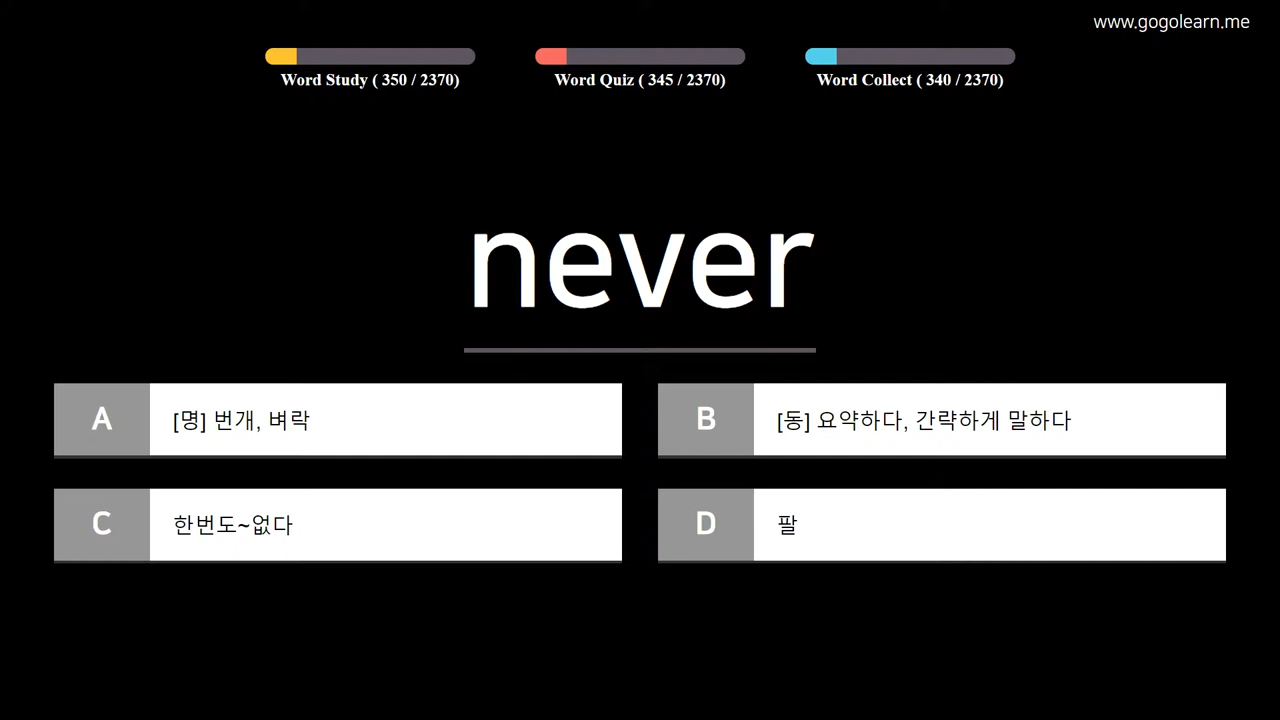 www.gogolearn.me
Word Study ( 350 / 2370)
Word Quiz ( 345 / 2370)
Word Collect ( 340 / 2370)
never
A [명] 번개, 벼락
B [동] 요약하다, 간략하게 말하다
C 한번도~없다
D 팔